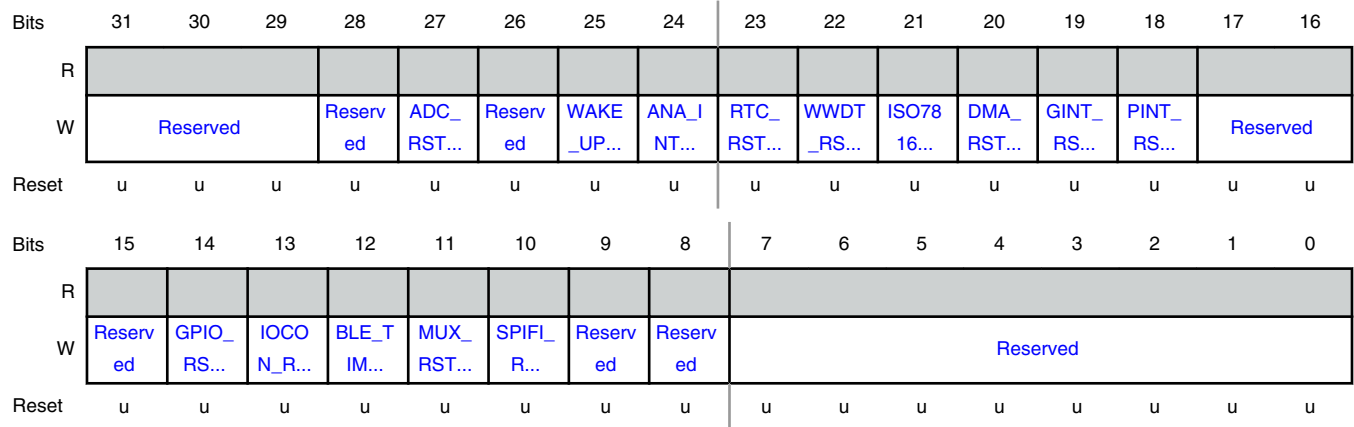 Bits 31 30 29 28 27 26 25 24 23 22 21 20 19 18 17 16
R
W Reserved Reserv ADC_ Reserv WAKE ANA_I RTC_ WWDT ISO78 DMA_ GINT_ PINT_ Reserved
ed RST... ed _UP... NT... RST... _RS... 16... RST... RS... RS...
Reset u u u u u u u u u u u u u u u u
Bits 15 14 13 12 11 10 9 8 7 6 5 4 3 2 1 0
R
W Reserv GPIO_ IOCO BLE_T MUX_ SPIFI_ Reserv Reserv Reserved
ed RS... N_R... IM... RST... R... ed ed
Reset u u u u u u u u u u u u u u u u